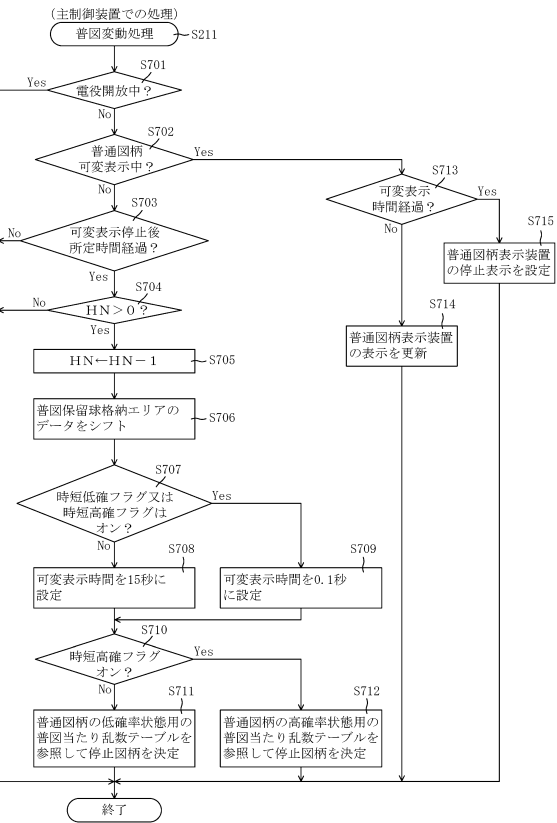 (主制御装置での処理)
普図変動処理
S211
S701
Yes
電役開放中？
No
S702
普通図柄
可変表示中？
Yes
No
S713
可変表示
時間経過？
Yes
No
S703
可変表示停止後
所定時間経過？
No
Yes
S715
普通図柄表示装置
の停止表示を設定
S704
HN＞0？
No
Yes
S714
普通図柄表示装置
の表示を更新
HN←HN－1
S705
普図保留球格納エリアの
データをシフト
S706
S707
時短低確フラグ又は
時短高確フラグは
オン？
Yes
No
S708
可変表示時間を15秒に
設定
S709
可変表示時間を0.1秒
に設定
S710
時短高確フラグ
オン？
Yes
No
S711
普通図柄の低確率状態用の
普図当たり乱数テーブルを
参照して停止図柄を決定
S712
普通図柄の高確率状態用の
普図当たり乱数テーブルを
参照して停止図柄を決定
終了